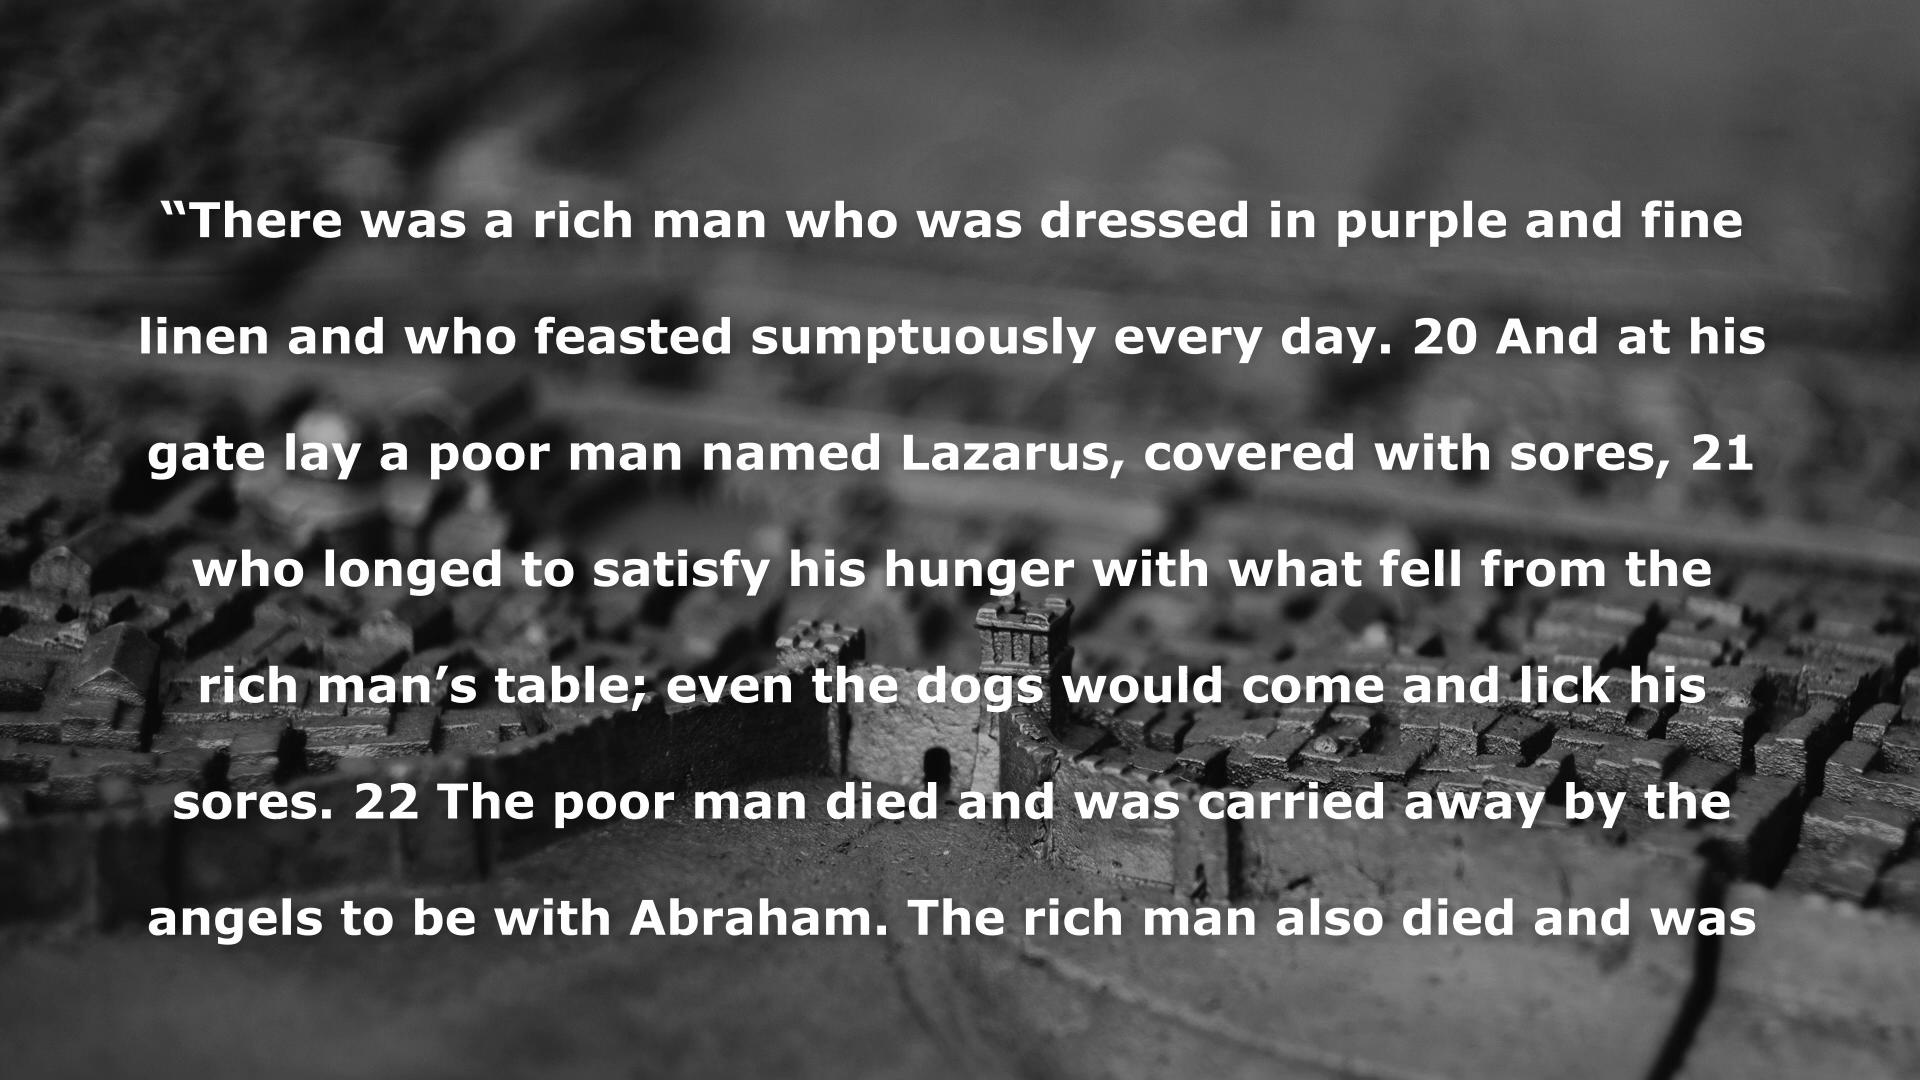 “There was a rich man who was dressed in purple and fine
linen and who feasted sumptuously every day. 20 And at his
gate lay a poor man named Lazarus, covered with sores, 21
who longed to satisfy his hunger with what fell from the
rich man’s table; even the dogs would come and lick his
sores. 22 The poor man died and was carried away by the
angels to be with Abraham. The rich man also died and was